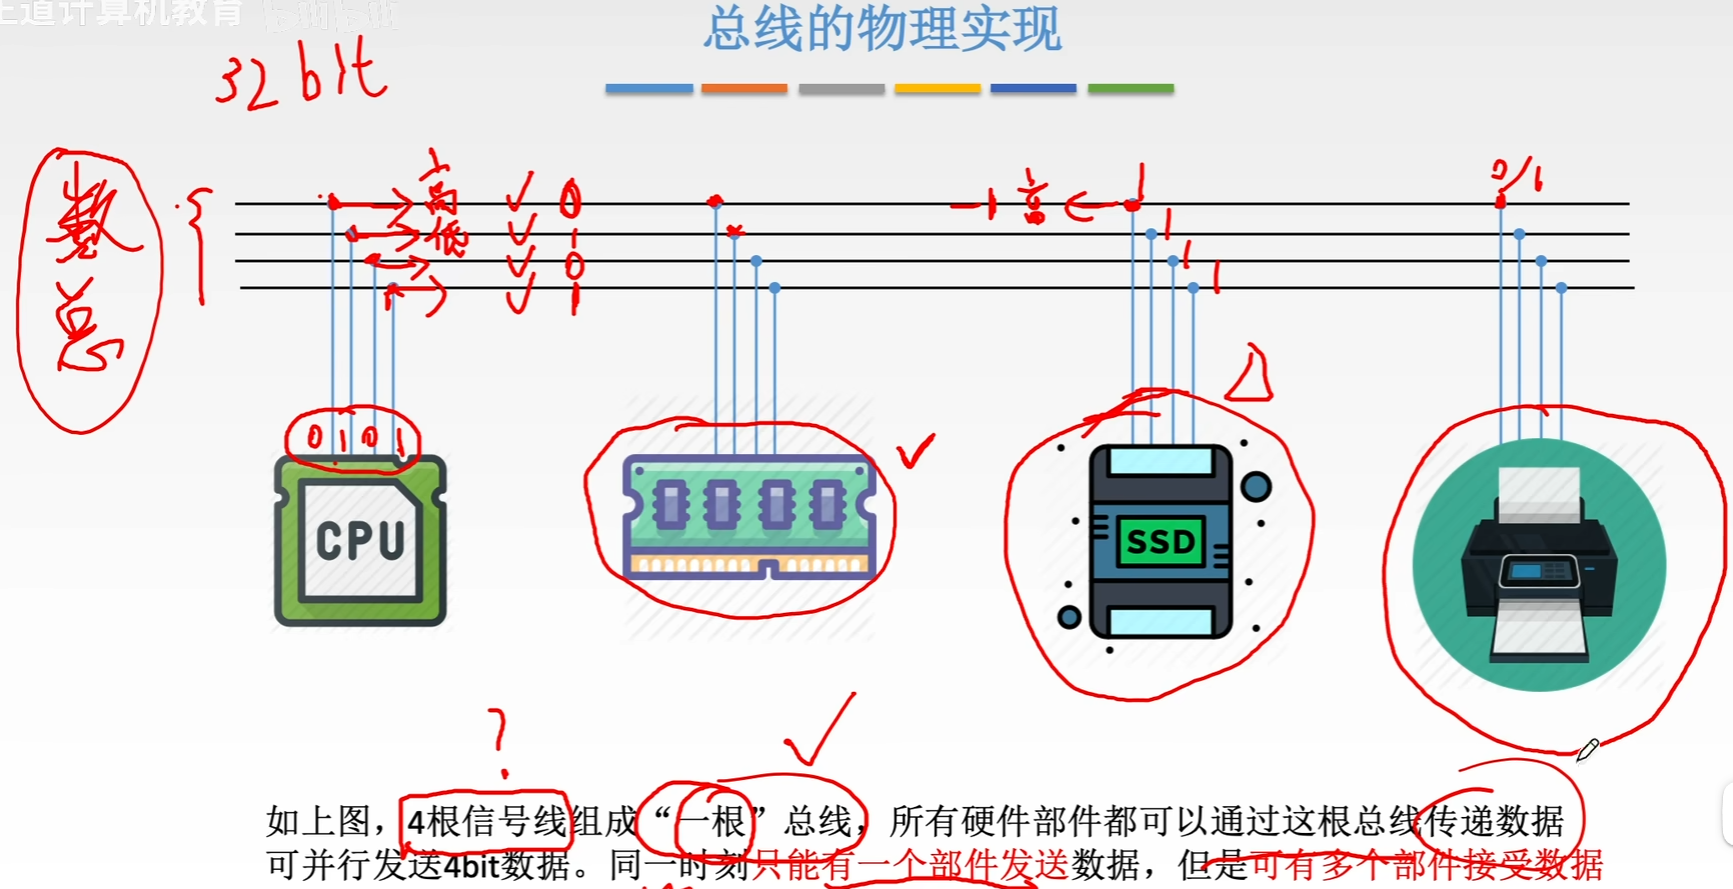 王道计算机教育 bilibili
总线的物理实现
32 bit
数
总
高 ✓ 0
低 ✓ 1
✓ 0
✓ 1
高 1
1
1
1
0/1
0 1 0 1
CPU
SSD
?
如上图，4根信号线组成“一根”总线，所有硬件部件都可以通过这根总线传递数据
可并行发送4bit数据。同一时刻只能有一个部件发送数据，但是可有多个部件接受数据